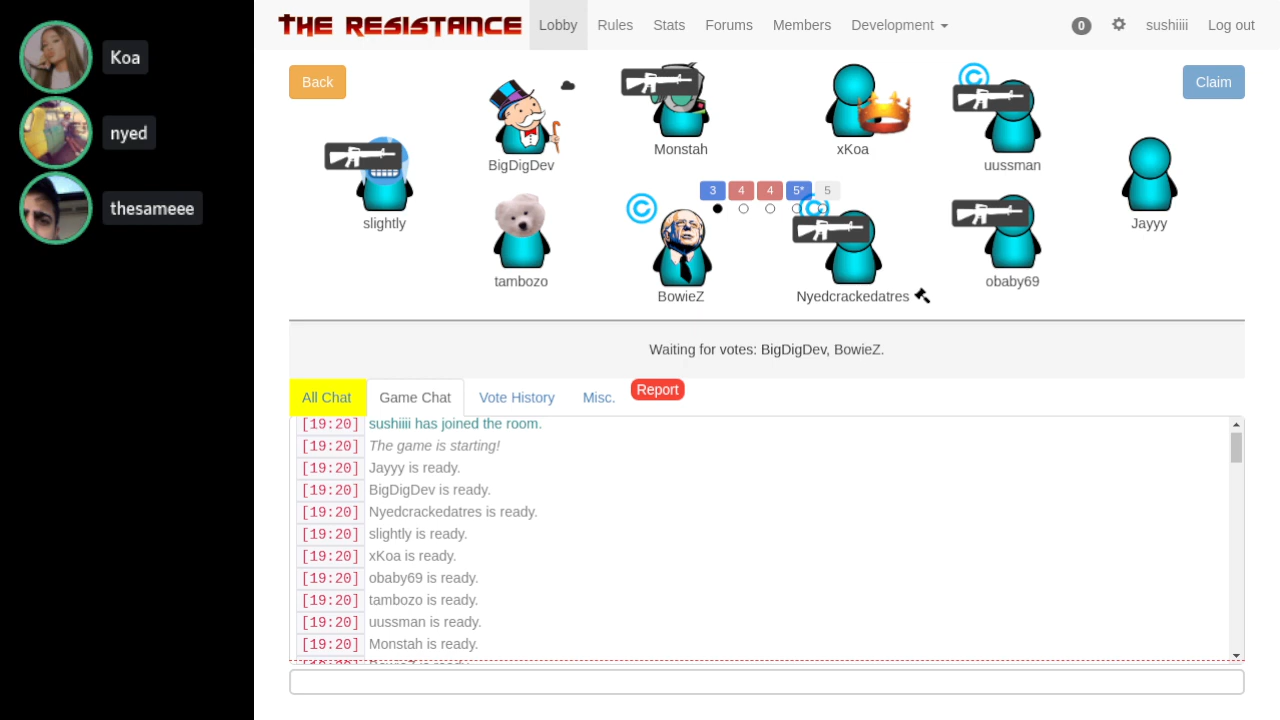 Koa
nyed
thesameee
THE RESISTANCE
Lobby
Rules
Stats
Forums
Members
Development
0
sushiiii
Log out
Back
Claim
BigDigDev
Monstah
xKoa
uussman
slightly
Jayyy
3
4
4
5*
5
tambozo
BowieZ
Nyedcrackedatres
obaby69
Waiting for votes: BigDigDev, BowieZ.
All Chat
Game Chat
Vote History
Misc.
Report
[19:20] sushiiii has joined the room.
[19:20] The game is starting!
[19:20] Jayyy is ready.
[19:20] BigDigDev is ready.
[19:20] Nyedcrackedatres is ready.
[19:20] slightly is ready.
[19:20] xKoa is ready.
[19:20] obaby69 is ready.
[19:20] tambozo is ready.
[19:20] uussman is ready.
[19:20] Monstah is ready.